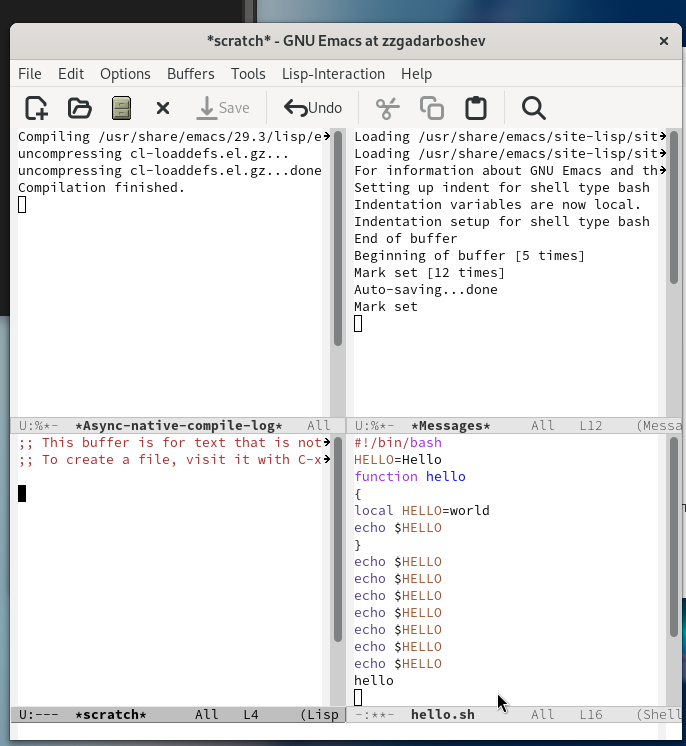 *scratch* - GNU Emacs at zzgadarboshev
File Edit Options Buffers Tools Lisp-Interaction Help
Save Undo
Compiling /usr/share/emacs/29.3/lisp/e
uncompressing cl-loaddefs.el.gz...
uncompressing cl-loaddefs.el.gz...done
Compilation finished.
U:%*- *Async-native-compile-log* All
Loading /usr/share/emacs/site-lisp/sit
Loading /usr/share/emacs/site-lisp/sit
For information about GNU Emacs and th
Setting up indent for shell type bash
Indentation variables are now local.
Indentation setup for shell type bash
End of buffer
Beginning of buffer [5 times]
Mark set [12 times]
Auto-saving...done
Mark set
U:%*- *Messages* All L12 (Messa
;; This buffer is for text that is not
;; To create a file, visit it with C-x
U:--- *scratch* All L4 (Lisp
#!/bin/bash
HELLO=Hello
function hello
{
local HELLO=world
echo $HELLO
}
echo $HELLO
echo $HELLO
echo $HELLO
echo $HELLO
echo $HELLO
echo $HELLO
echo $HELLO
hello
-:**- hello.sh All L16 (Shell